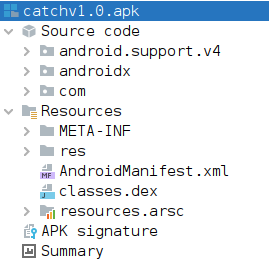 catchv1.0.apk
Source code
android.support.v4
androidx
com
Resources
META-INF
res
AndroidManifest.xml
classes.dex
resources.arsc
APK signature
Summary